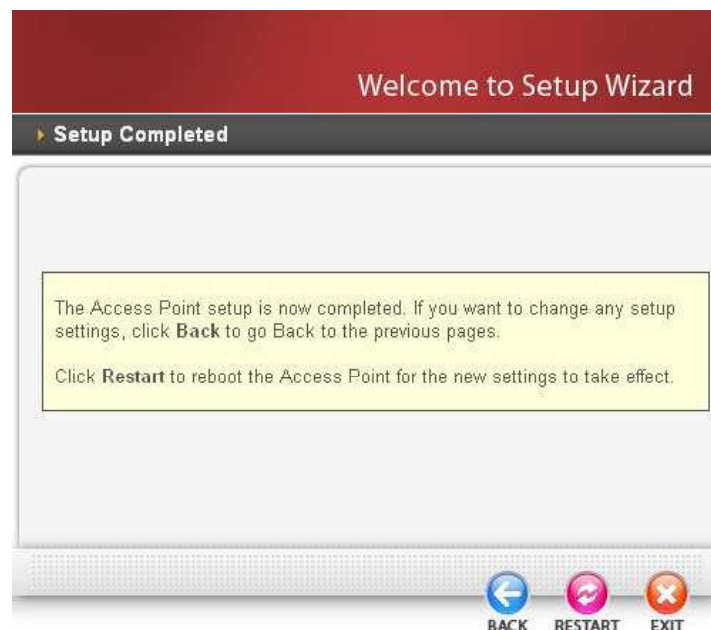 Welcome to Setup Wizard
Setup Completed
The Access Point setup is now completed. If you want to change any setup
settings, click Back to go Back to the previous pages.
Click Restart to reboot the Access Point for the new settings to take effect.
BACK RESTART EXIT